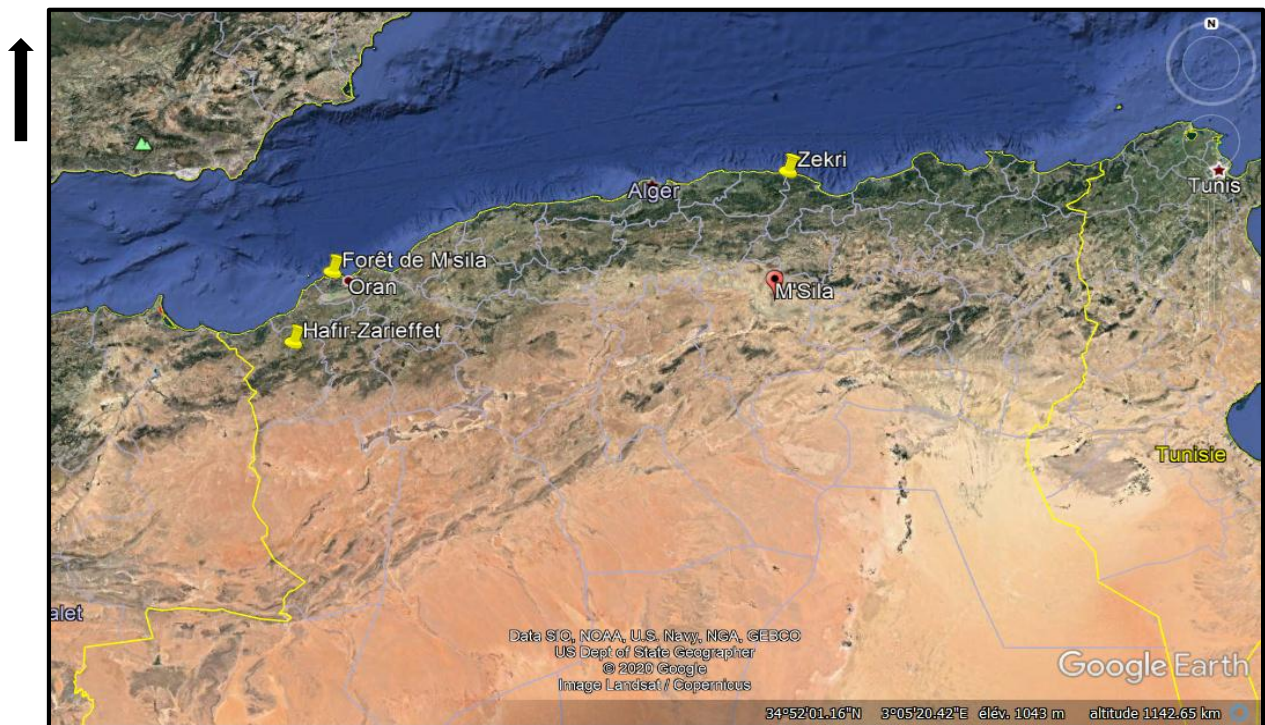 N
Zekri
Alger
Tunis
Forêt de M'sila
Oran
M'Sila
Hafir-Zarieffet
Tunisie
alet
Data SIO, NOAA, U.S. Navy, NGA, GEBCO
US Dept of State Geographer
© 2020 Google
Image Landsat / Copernicus
Google Earth
34°52'01.16"N 3°05'20.42"E élév. 1043 m altitude 1142.65 km